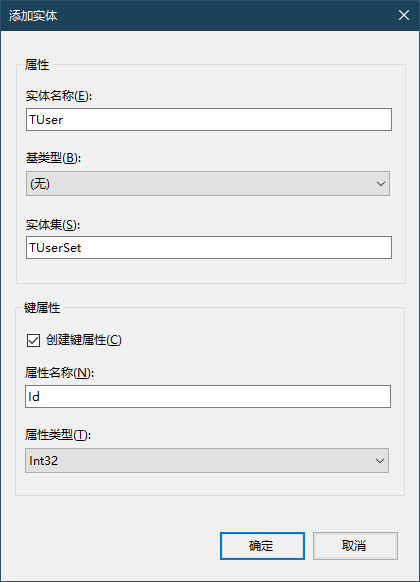 添加实体
属性
实体名称(E):
TUser
基类型(B):
(无)
实体集(S):
TUserSet
键属性
创建键属性(C)
属性名称(N):
Id
属性类型(T):
Int32
确定
取消